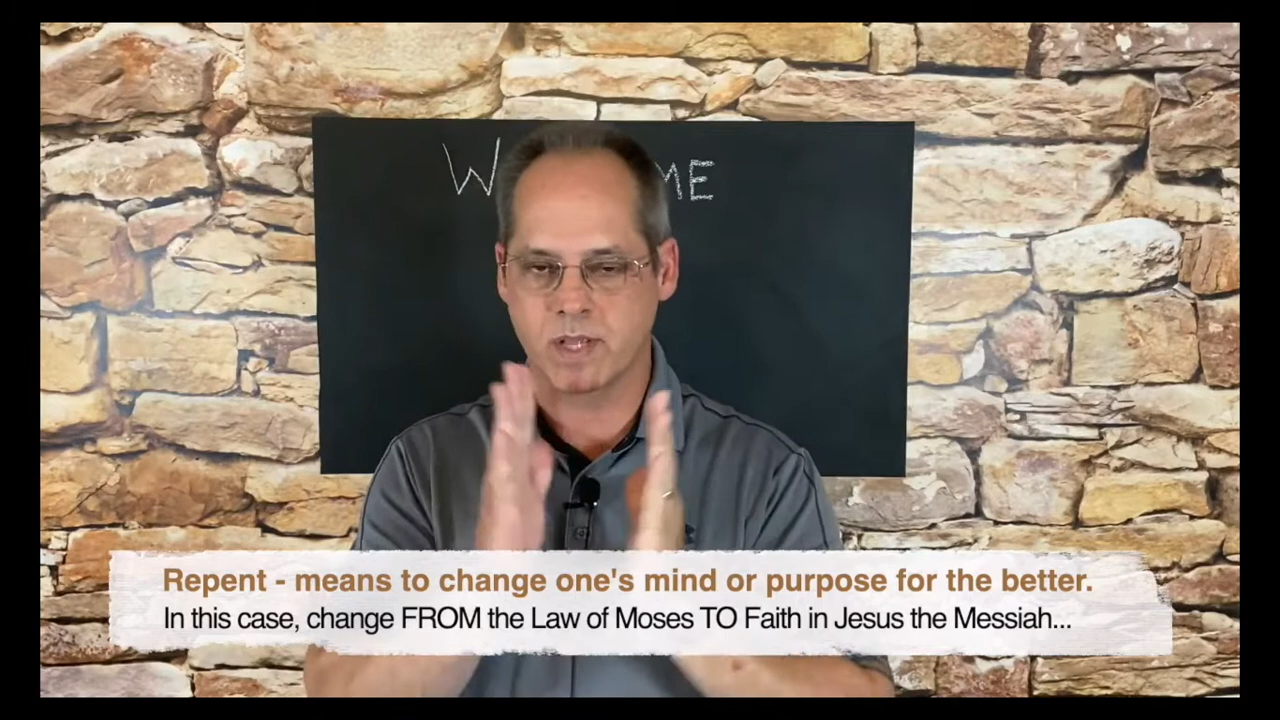 W ME
Repent - means to change one's mind or purpose for the better.
In this case, change FROM the Law of Moses TO Faith in Jesus the Messiah...